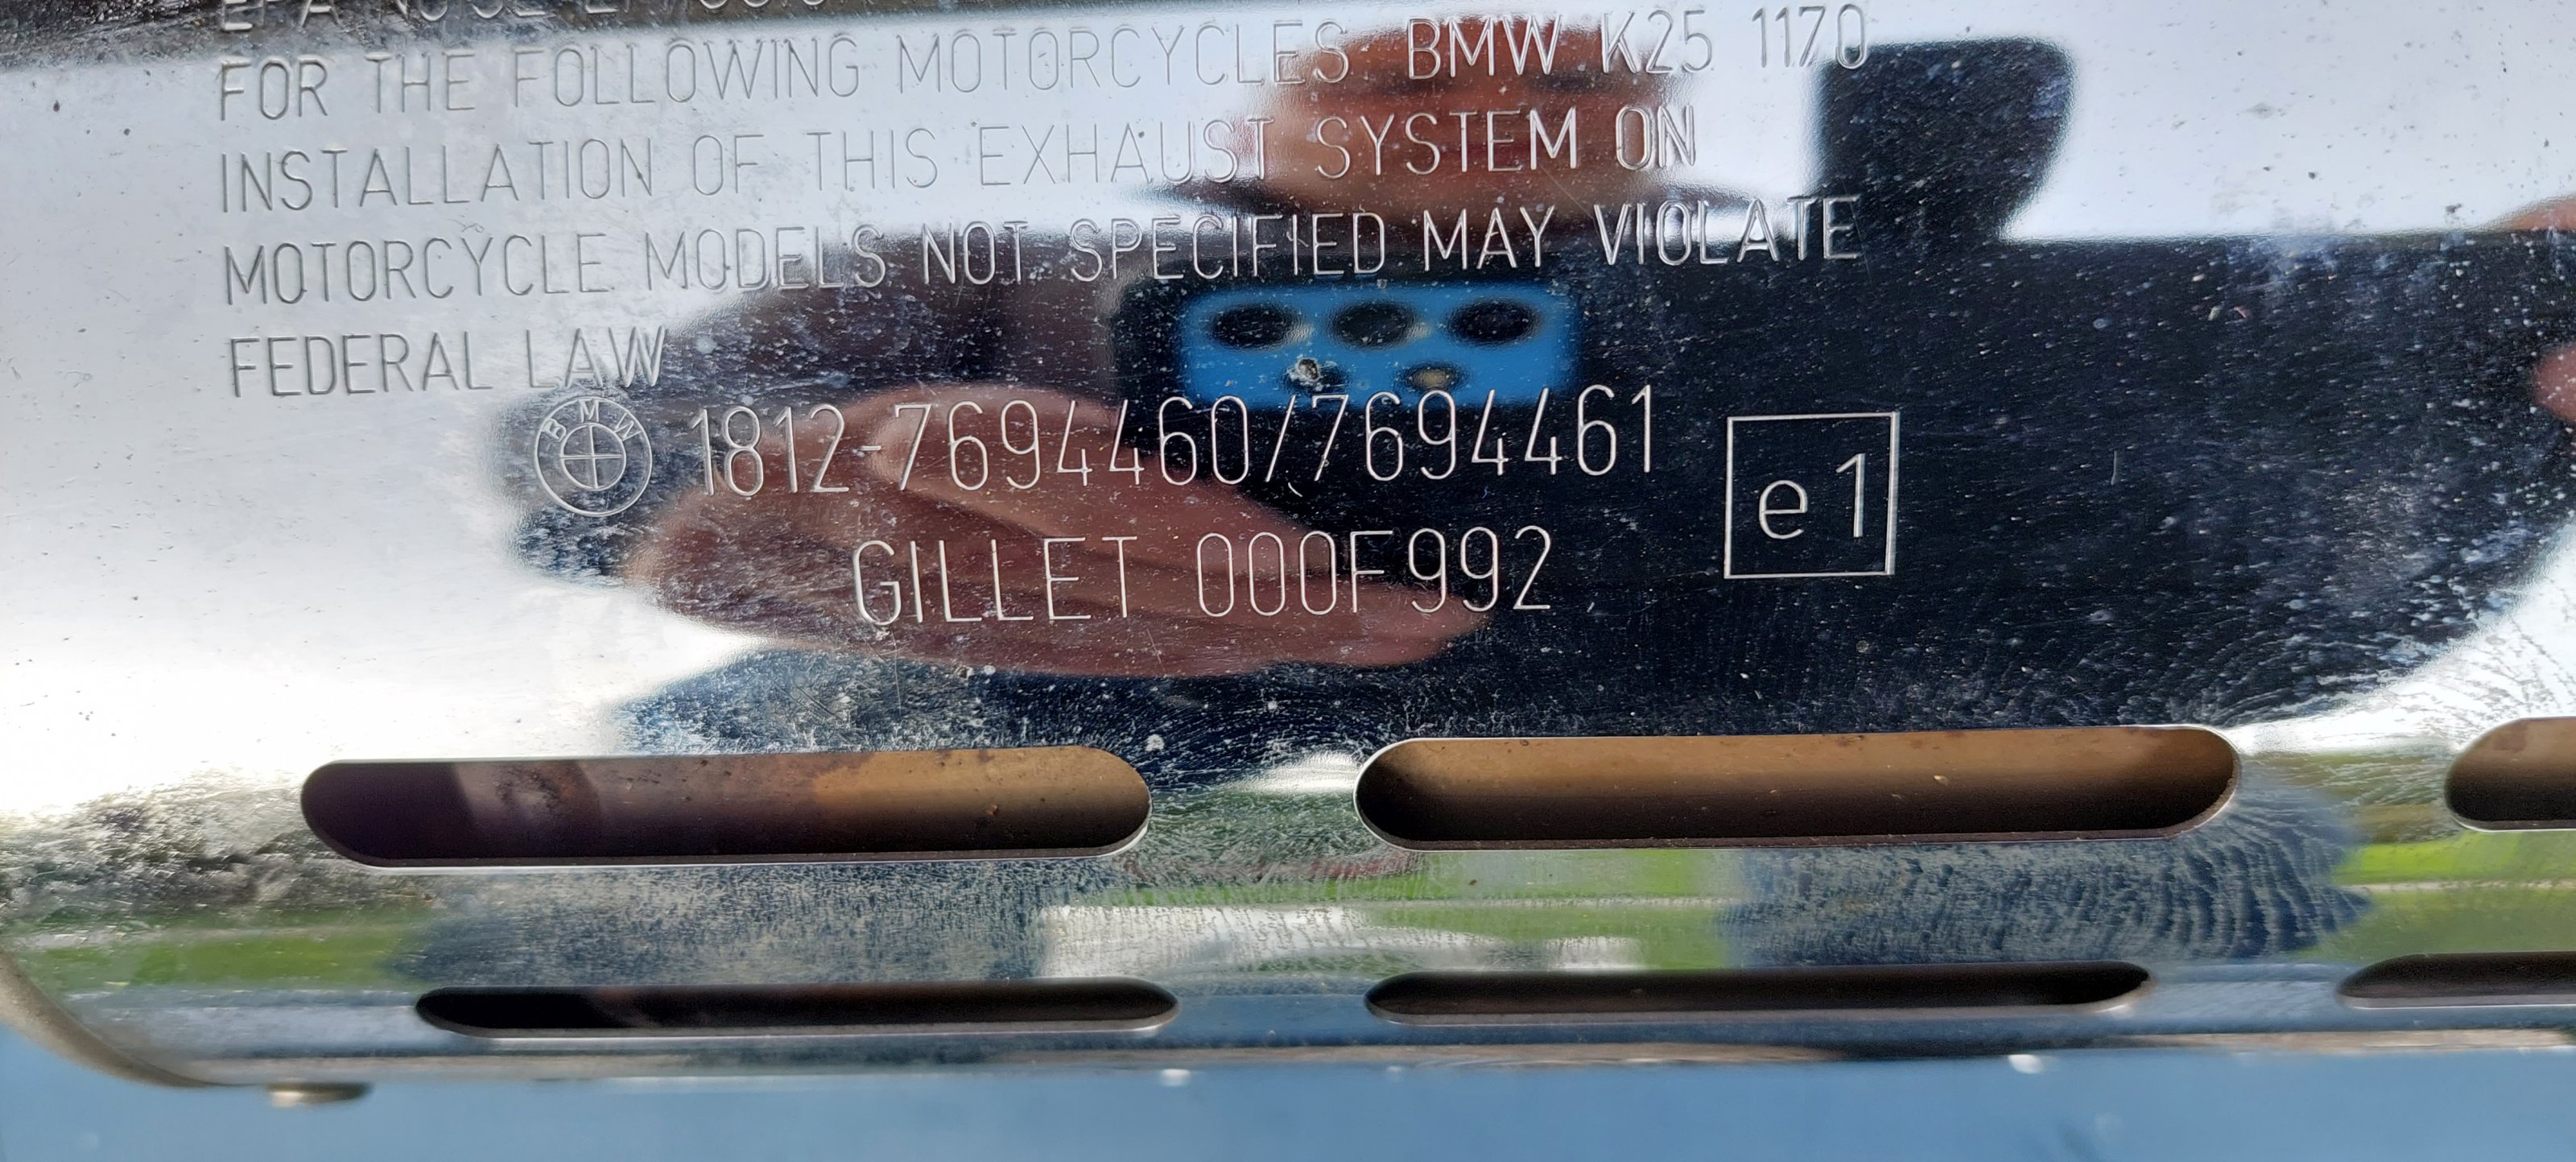 FOR THE FOLLOWING MOTORCYCLES BMW K25 1170
INSTALLATION OF THIS EXHAUST SYSTEM ON
MOTORCYCLE MODELS NOT SPECIFIED MAY VIOLATE
FEDERAL LAW
BMW 1812-7694460/7694461
e1
GILLET 000F992